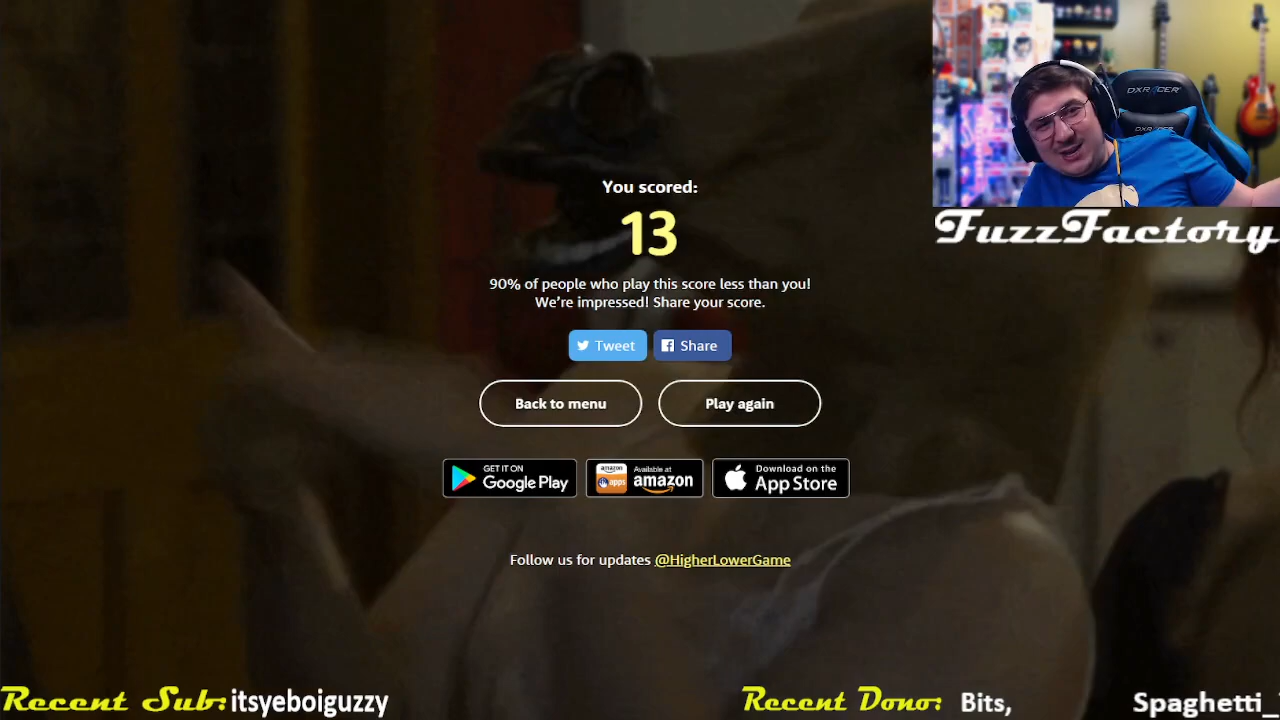 DXRACER
DXRACER
FuzzFactory
You scored:
13
90% of people who play this score less than you!
We're impressed! Share your score.
Tweet
Share
Back to menu
Play again
GET IT ON
Google Play
amazon
apps
Available at
amazon
Download on the
App Store
Follow us for updates @HigherLowerGame
Recent Sub: itsyeboiguzzy
Recent Dono: Bits, Spaghetti_